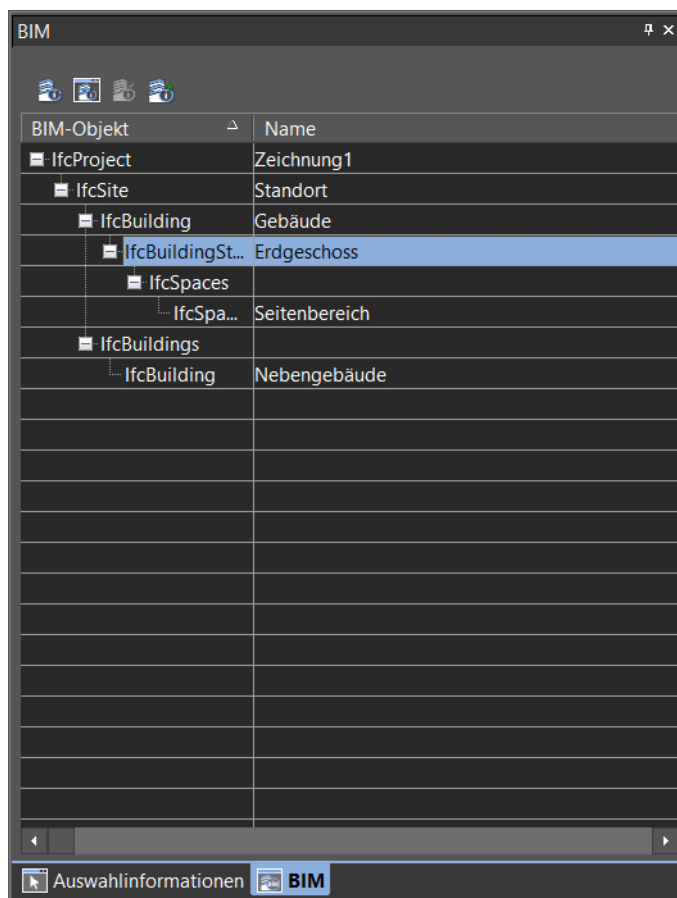 BIM
BIM-Objekt Name
IfcProject Zeichnung1
IfcSite Standort
IfcBuilding Gebäude
IfcBuildingSt... Erdgeschoss
IfcSpaces
IfcSpa... Seitenbereich
IfcBuildings
IfcBuilding Nebengebäude
Auswahlinformationen BIM